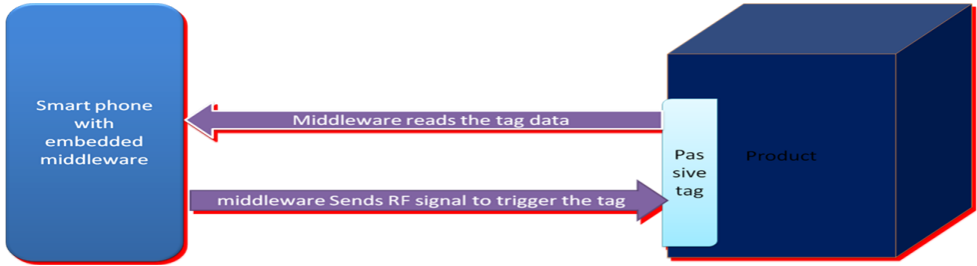 Smart phone
with
embedded
middleware
Middleware reads the tag data
middleware Sends RF signal to trigger the tag
Pas
sive
tag
Product